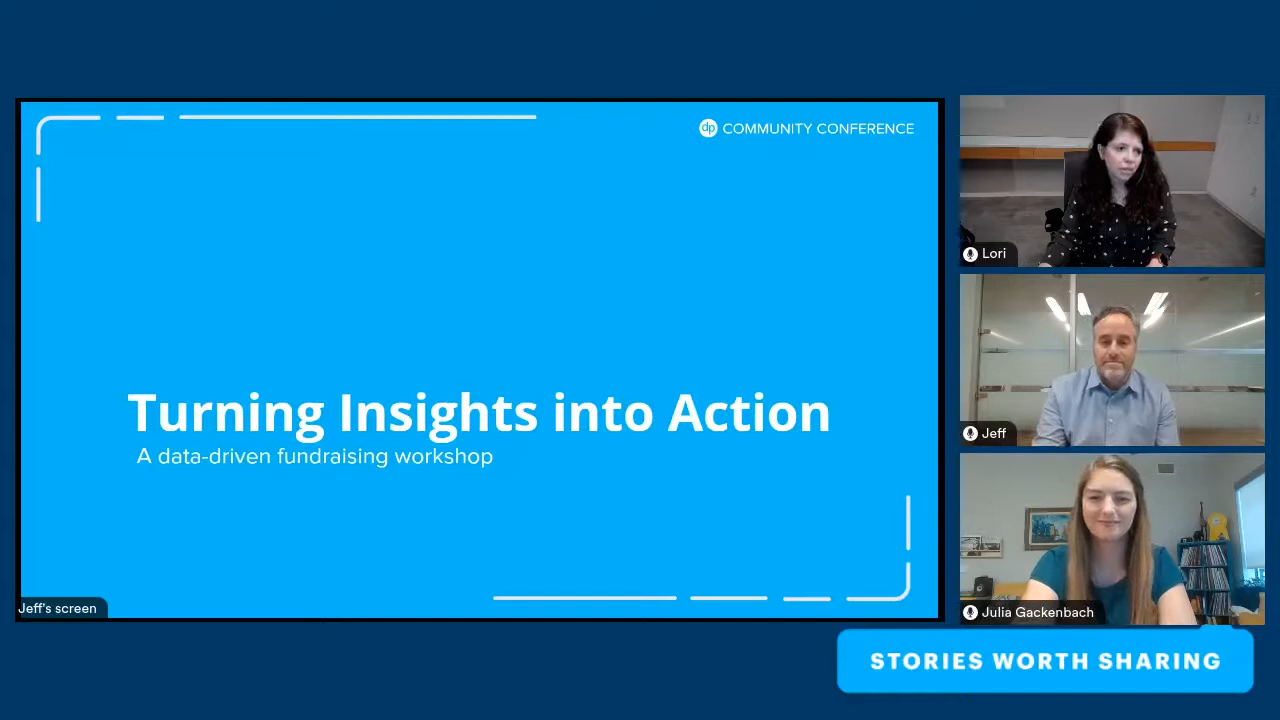 dp COMMUNITY CONFERENCE
Turning Insights into Action
A data-driven fundraising workshop
Jeff's screen
Lori
Jeff
Julia Gackenbach
STORIES WORTH SHARING